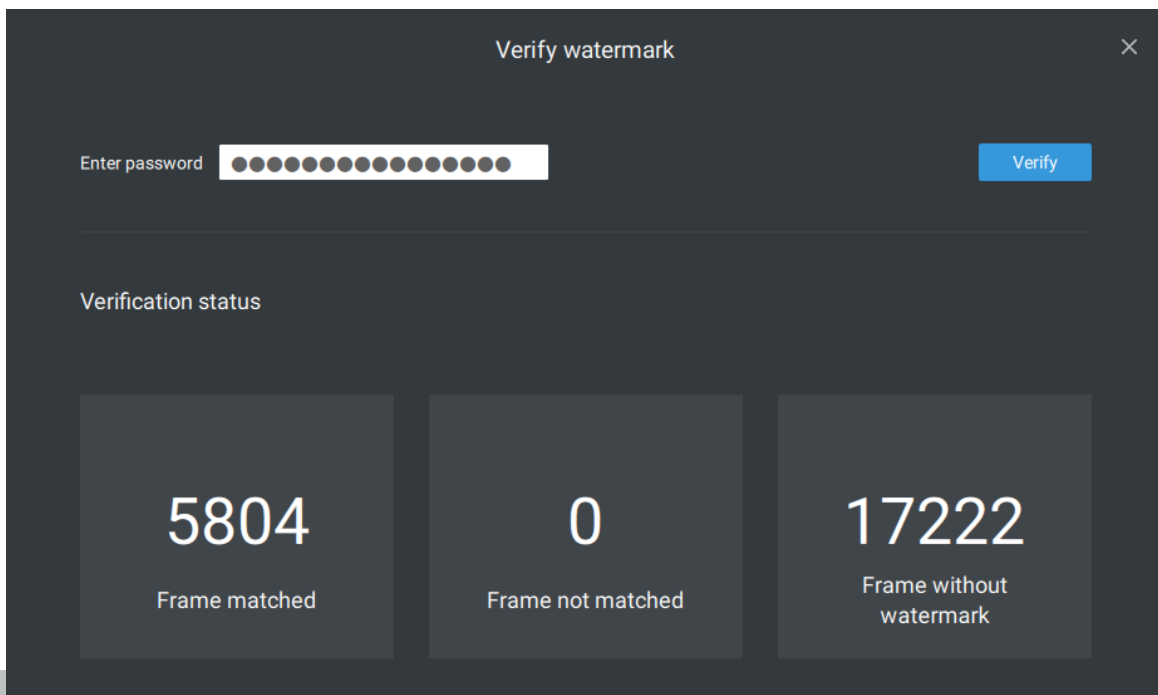 Verify watermark
Enter password
Verify
Verification status
5804
0
17222
Frame matched
Frame not matched
Frame without
watermark